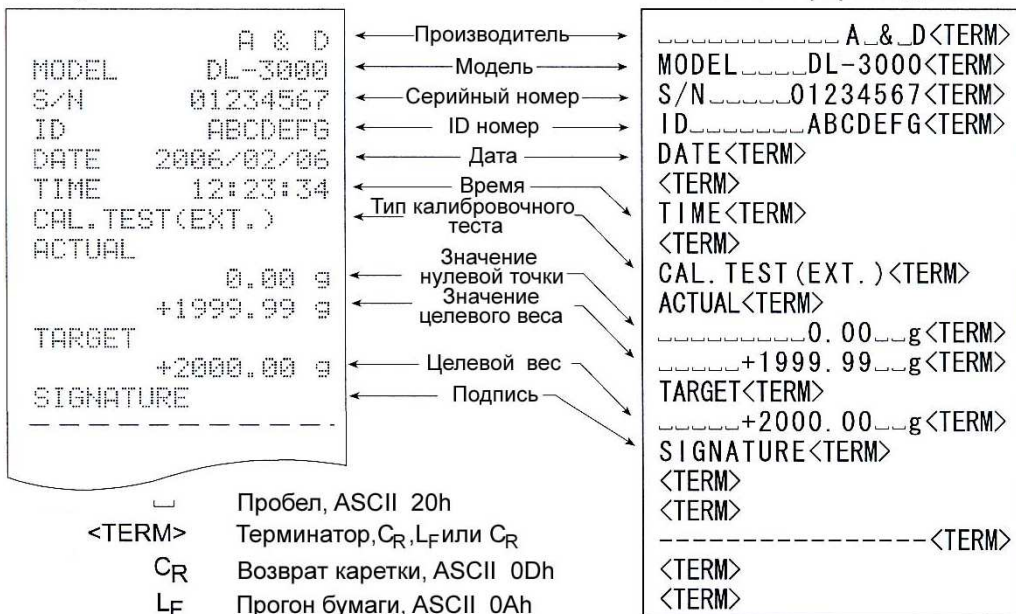 A & D
MODEL DL-3000
S/N 01234567
ID ABCDEFG
DATE 2006/02/06
TIME 12:23:34
CAL.TEST(EXT.)
ACTUAL
0.00 g
+1999.99 g
TARGET
+2000.00 g
SIGNATURE
Производитель
Модель
Серийный номер
ID номер
Дата
Время
Тип калибровочного
теста
Значение
нулевой точки
Значение
целевого веса
Целевой вес
Подпись
␣␣␣␣␣␣␣␣␣␣␣A␣&␣D<TERM>
MODEL␣␣␣␣DL-3000<TERM>
S/N␣␣␣␣␣01234567<TERM>
ID␣␣␣␣␣␣␣ABCDEFG<TERM>
DATE<TERM>
<TERM>
TIME<TERM>
<TERM>
CAL.TEST(EXT.)<TERM>
ACTUAL<TERM>
␣␣␣␣␣␣␣␣␣0.00␣␣g<TERM>
␣␣␣␣␣+1999.99␣␣g<TERM>
TARGET<TERM>
␣␣␣␣␣+2000.00␣␣g<TERM>
SIGNATURE<TERM>
<TERM>
<TERM>
----------------<TERM>
<TERM>
<TERM>
␣ Пробел, ASCII 20h
<TERM> Терминатор,CR,LFили CR
CR Возврат каретки, ASCII 0Dh
LF Прогон бумаги, ASCII 0Ah